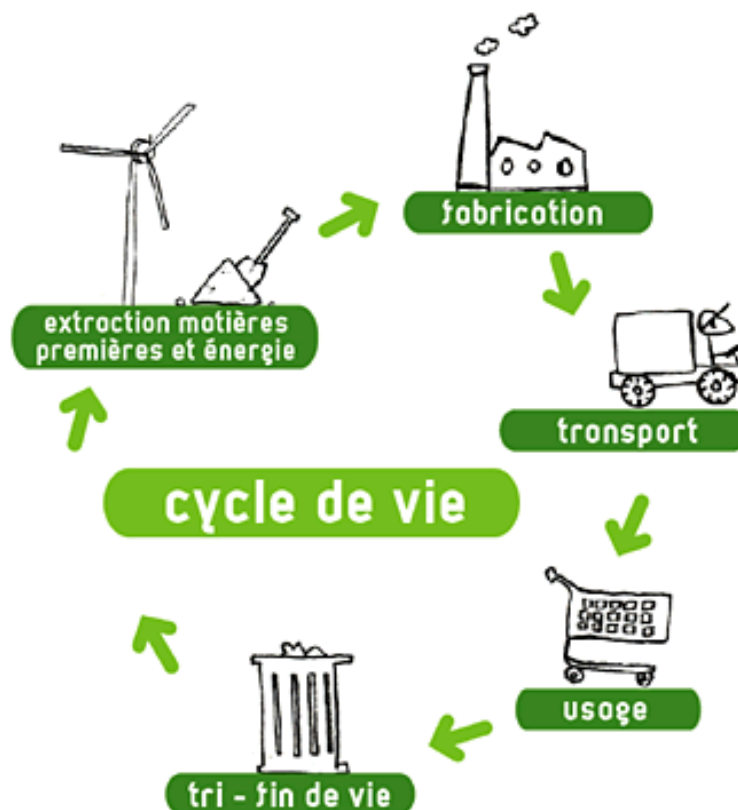 fabrication
extraction matières
premières et énergie
transport
cycle de vie
usage
tri - fin de vie